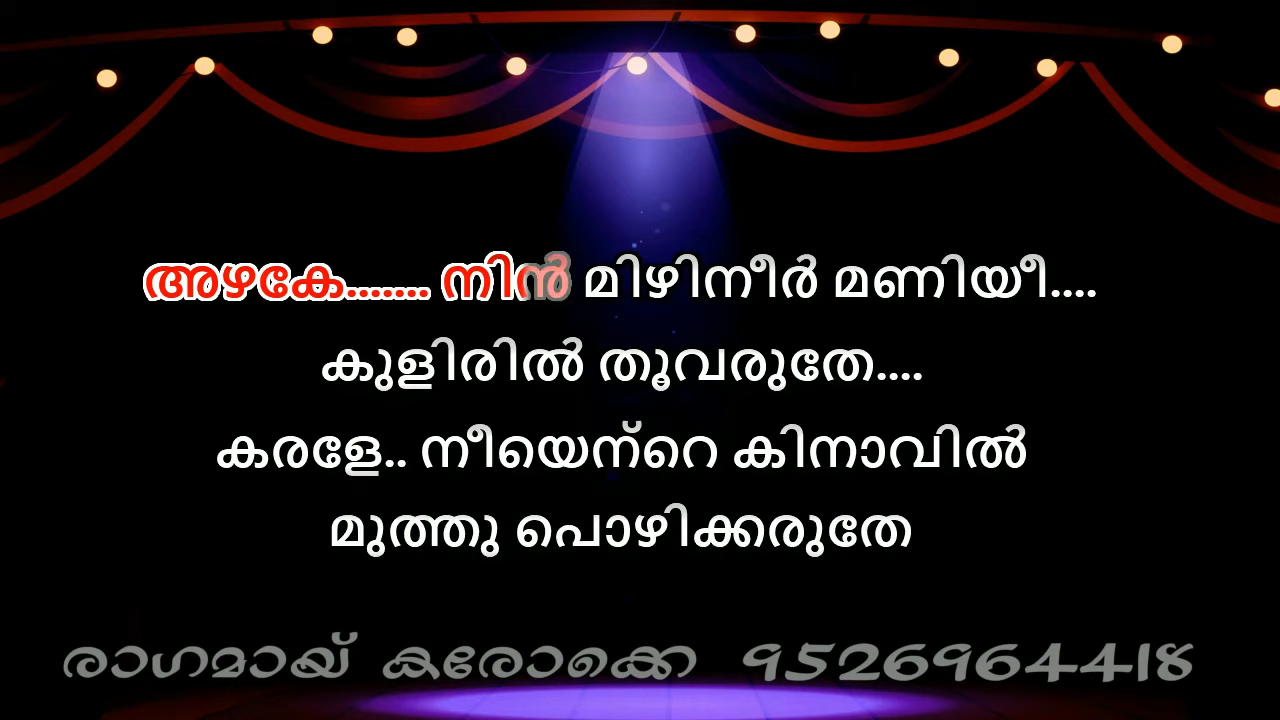 അഴകേ........ നിൻ മിഴിനീർ മണിയീ....
കുളിരിൽ തൂവരുതേ....
കരളേ.. നീയെന്റെ കിനാവിൽ
മുത്തു പൊഴിക്കരുതേ
രാഗമായ് കരോക്കെ 9526964418